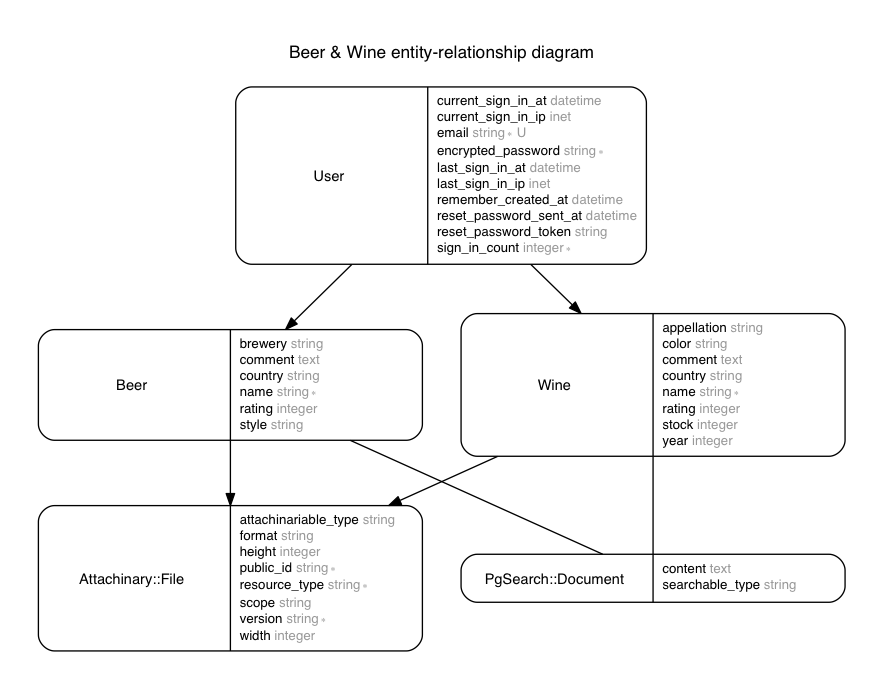 Beer & Wine entity-relationship diagram
User
current_sign_in_at datetime
current_sign_in_ip inet
email string * U
encrypted_password string *
last_sign_in_at datetime
last_sign_in_ip inet
remember_created_at datetime
reset_password_sent_at datetime
reset_password_token string
sign_in_count integer *
Beer
brewery string
comment text
country string
name string *
rating integer
style string
Wine
appellation string
color string
comment text
country string
name string *
rating integer
stock integer
year integer
Attachinary::File
attachinariable_type string
format string
height integer
public_id string *
resource_type string *
scope string
version string *
width integer
PgSearch::Document
content text
searchable_type string